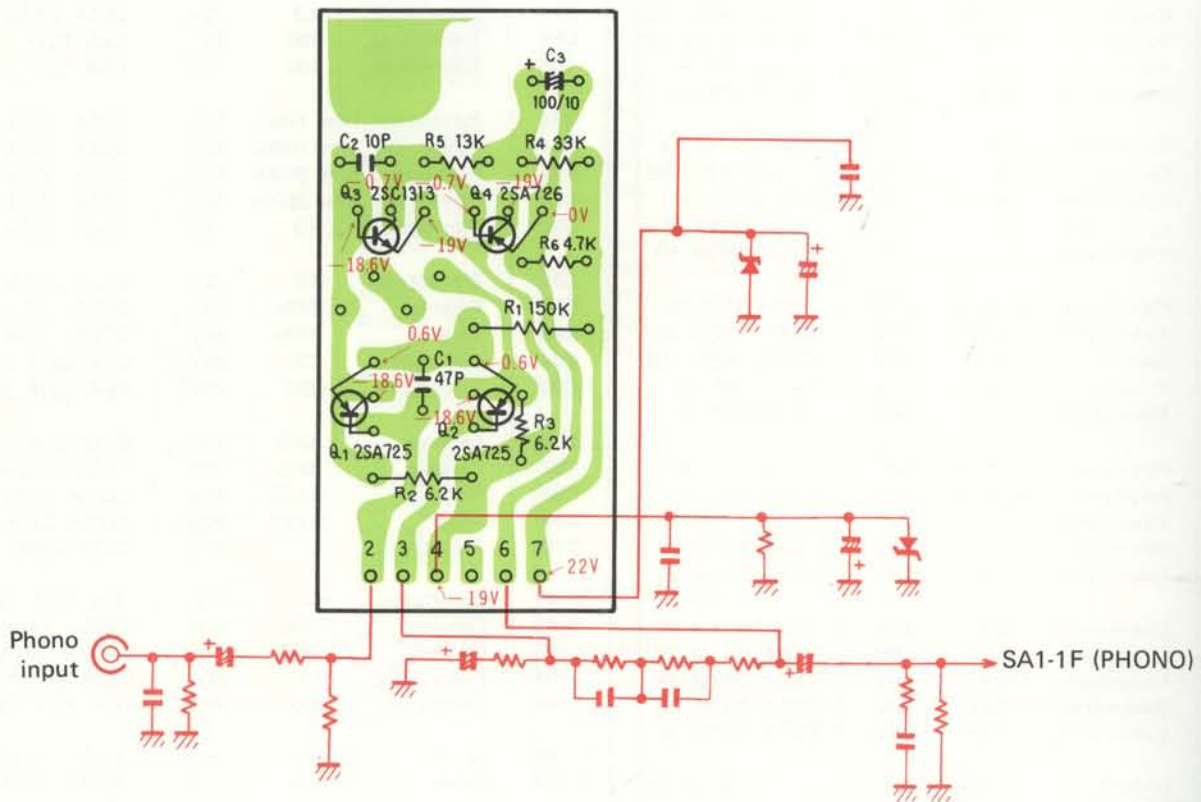 C3
+
100/10
C2 10P R5 13K R4 33K
-0.7V -0.7V -19V
Q3 2SC1313 Q4 2SA726
-0V
-19V
-18.6V
R6 4.7K
R1 150K
0.6V
C1
47P
0.6V
-18.6V
-18.6V
Q2
R3
6.2K
Q1 2SA725 2SA725
R2 6.2K
2 3 4 5 6 7
22V
-19V
+
+
Phono
input
+
+
+
SA1-1F (PHONO)